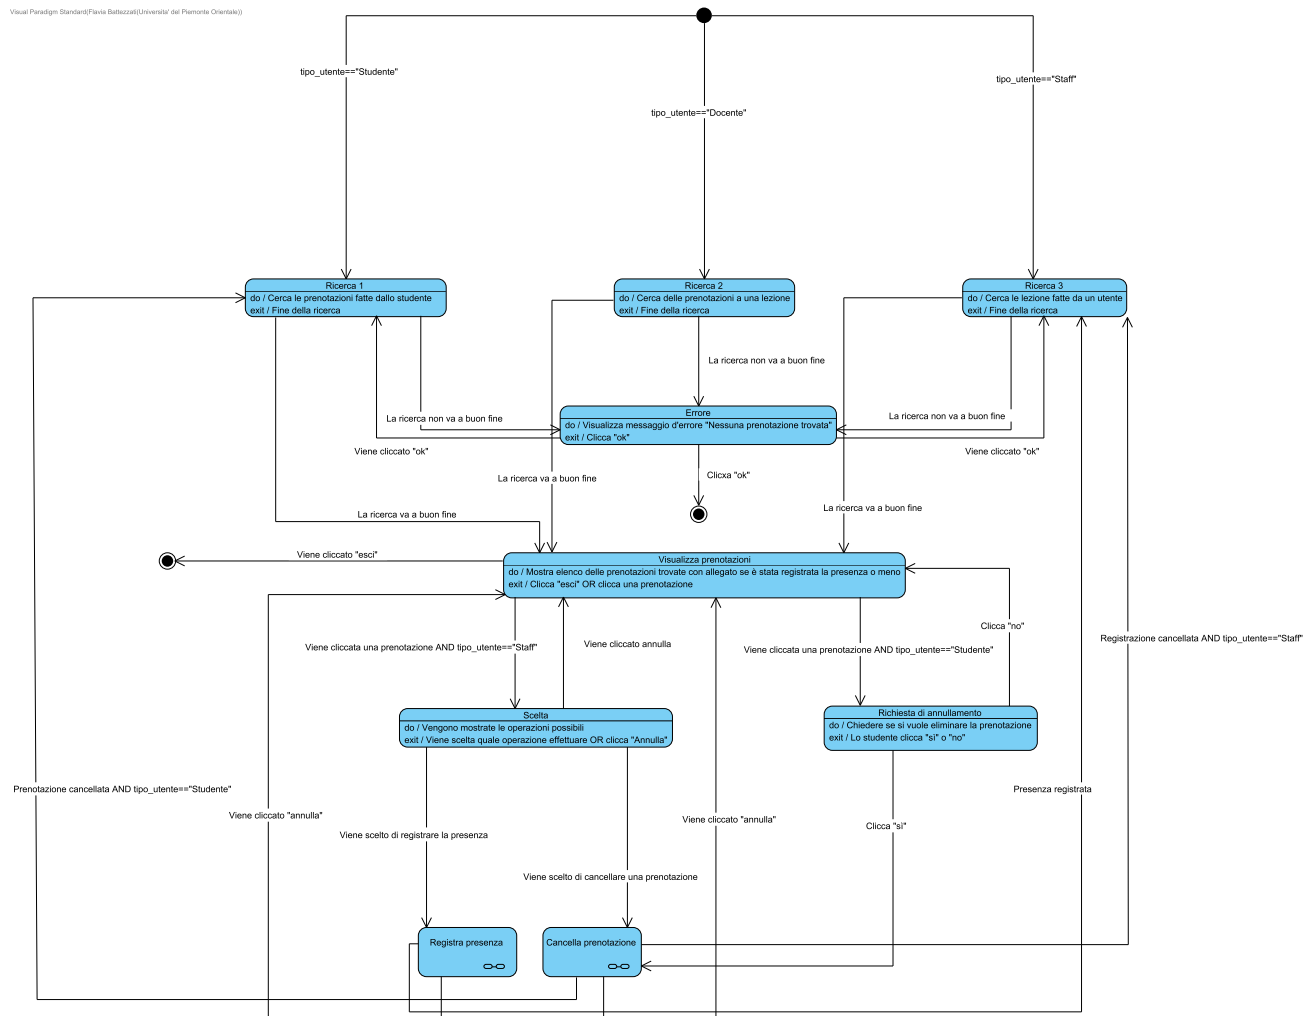 Visual Paradigm Standard(Flavia Battezzati(Universita' del Piemonte Orientale))
tipo_utente=="Studente"
tipo_utente=="Staff"
tipo_utente=="Docente"
Ricerca 1
do / Cerca le prenotazioni fatte dallo studente
exit / Fine della ricerca
Ricerca 2
do / Cerca delle prenotazioni a una lezione
exit / Fine della ricerca
Ricerca 3
do / Cerca le lezione fatte da un utente
exit / Fine della ricerca
La ricerca non va a buon fine
La ricerca non va a buon fine
La ricerca non va a buon fine
Errore
do / Visualizza messaggio d'errore "Nessuna prenotazione trovata"
exit / Clicca "ok"
Viene cliccato "ok"
Viene cliccato "ok"
Clicxa "ok"
La ricerca va a buon fine
La ricerca va a buon fine
La ricerca va a buon fine
Viene cliccato "esci"
Visualizza prenotazioni
do / Mostra elenco delle prenotazioni trovate con allegato se è stata registrata la presenza o meno
exit / Clicca "esci" OR clicca una prenotazione
Clicca "no"
Registrazione cancellata AND tipo_utente=="Staff"
Viene cliccata una prenotazione AND tipo_utente=="Staff"
Viene cliccato annulla
Viene cliccata una prenotazione AND tipo_utente=="Studente"
Scelta
do / Vengono mostrate le operazioni possibili
exit / Viene scelta quale operazione effettuare OR clicca "Annulla"
Richiesta di annullamento
do / Chiedere se si vuole eliminare la prenotazione
exit / Lo studente clicca "sì" o "no"
Prenotazione cancellata AND tipo_utente=="Studente"
Presenza registrata
Viene cliccato "annulla"
Viene cliccato "annulla"
Clicca "sì"
Viene scelto di registrare la presenza
Viene scelto di cancellare una prenotazione
Registra presenza
Cancella prenotazione